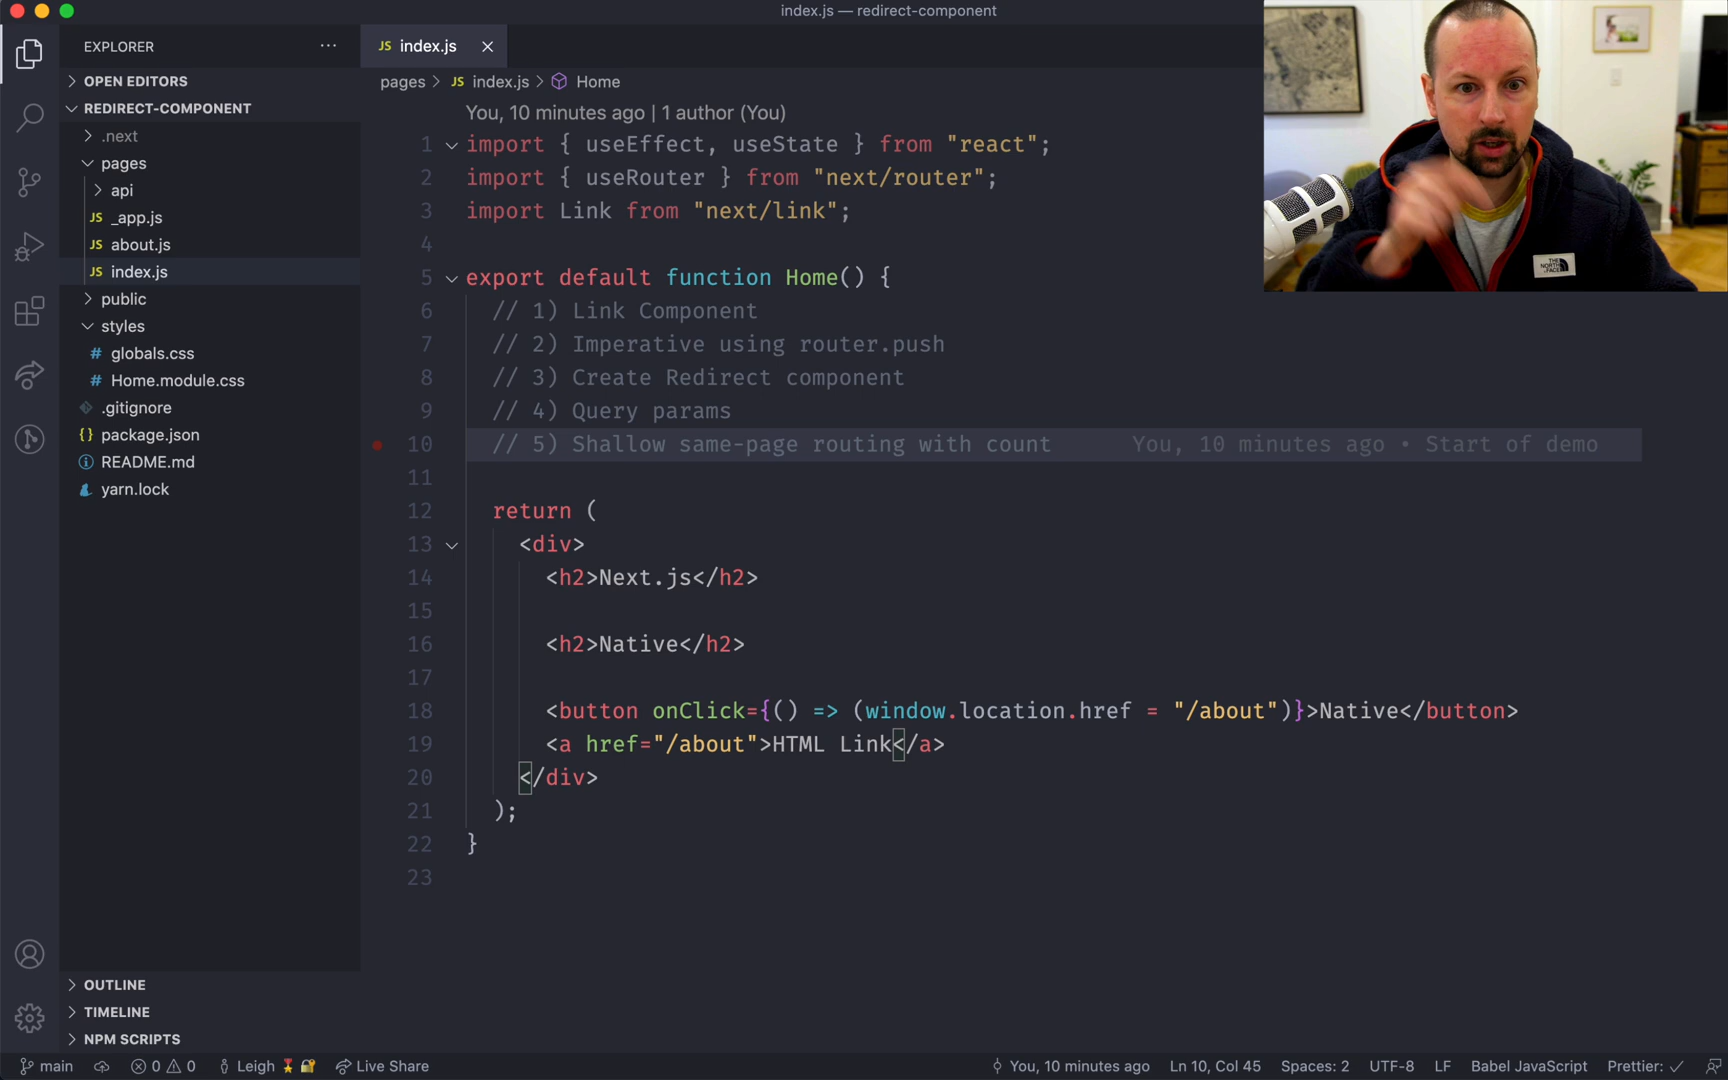 index.js — redirect-component
EXPLORER
OPEN EDITORS
REDIRECT-COMPONENT
.next
pages
api
JS _app.js
JS about.js
JS index.js
public
styles
# globals.css
# Home.module.css
.gitignore
{} package.json
README.md
yarn.lock
OUTLINE
TIMELINE
NPM SCRIPTS
JS index.js
pages > JS index.js > Home
You, 10 minutes ago | 1 author (You)
1 import { useEffect, useState } from "react";
2 import { useRouter } from "next/router";
3 import Link from "next/link";
4
5 export default function Home() {
6 // 1) Link Component
7 // 2) Imperative using router.push
8 // 3) Create Redirect component
9 // 4) Query params
10 // 5) Shallow same-page routing with count You, 10 minutes ago • Start of demo
11
12 return (
13 <div>
14 <h2>Next.js</h2>
15
16 <h2>Native</h2>
17
18 <button onClick={() => (window.location.href = "/about")}>Native</button>
19 <a href="/about">HTML Link</a>
20 </div>
21 );
22 }
23
THE NORTH FACE
main 0 0 Leigh Live Share You, 10 minutes ago Ln 10, Col 45 Spaces: 2 UTF-8 LF Babel JavaScript Prettier: ✓